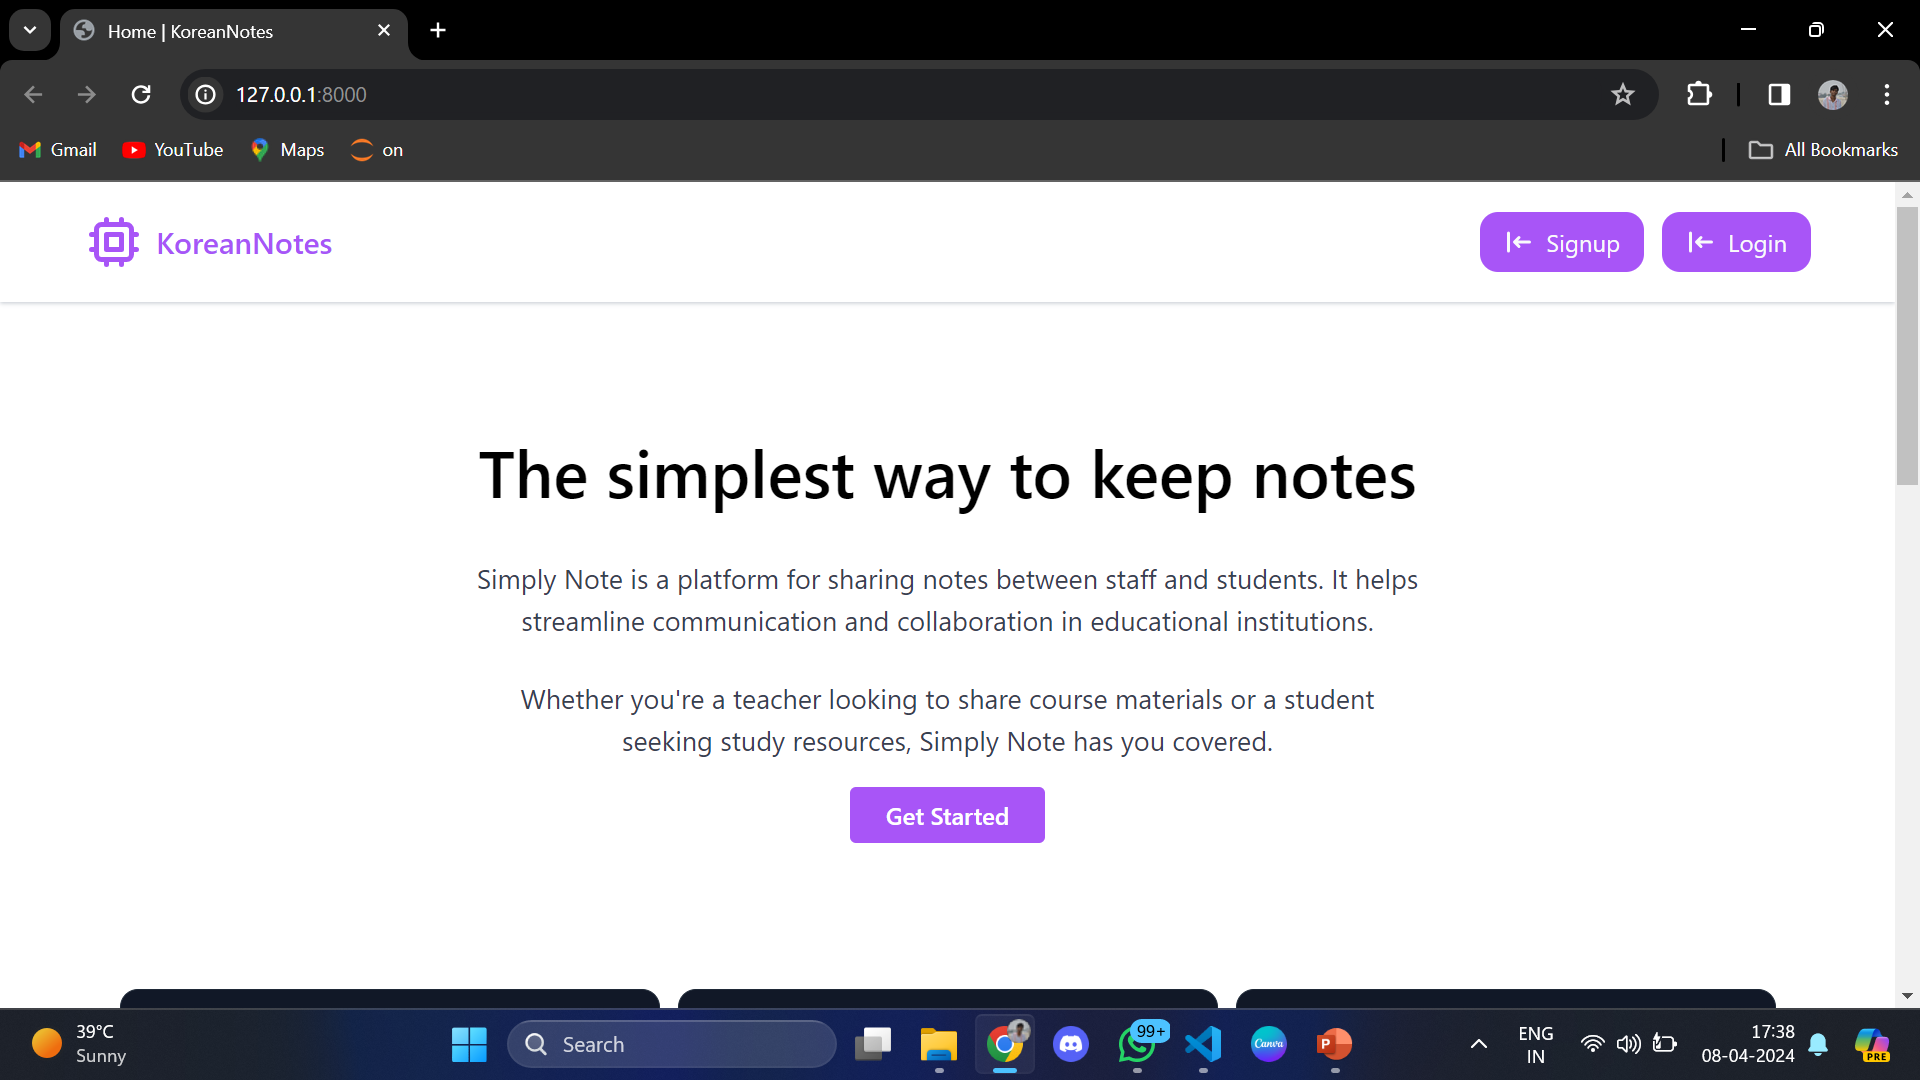 Home | KoreanNotes
127.0.0.1:8000
Gmail
YouTube
Maps
on
All Bookmarks
KoreanNotes
Signup
Login
The simplest way to keep notes
Simply Note is a platform for sharing notes between staff and students. It helps
streamline communication and collaboration in educational institutions.
Whether you're a teacher looking to share course materials or a student
seeking study resources, Simply Note has you covered.
Get Started
39°C
Sunny
Search
99+
Canva
P
ENG
IN
17:38
08-04-2024
PRE